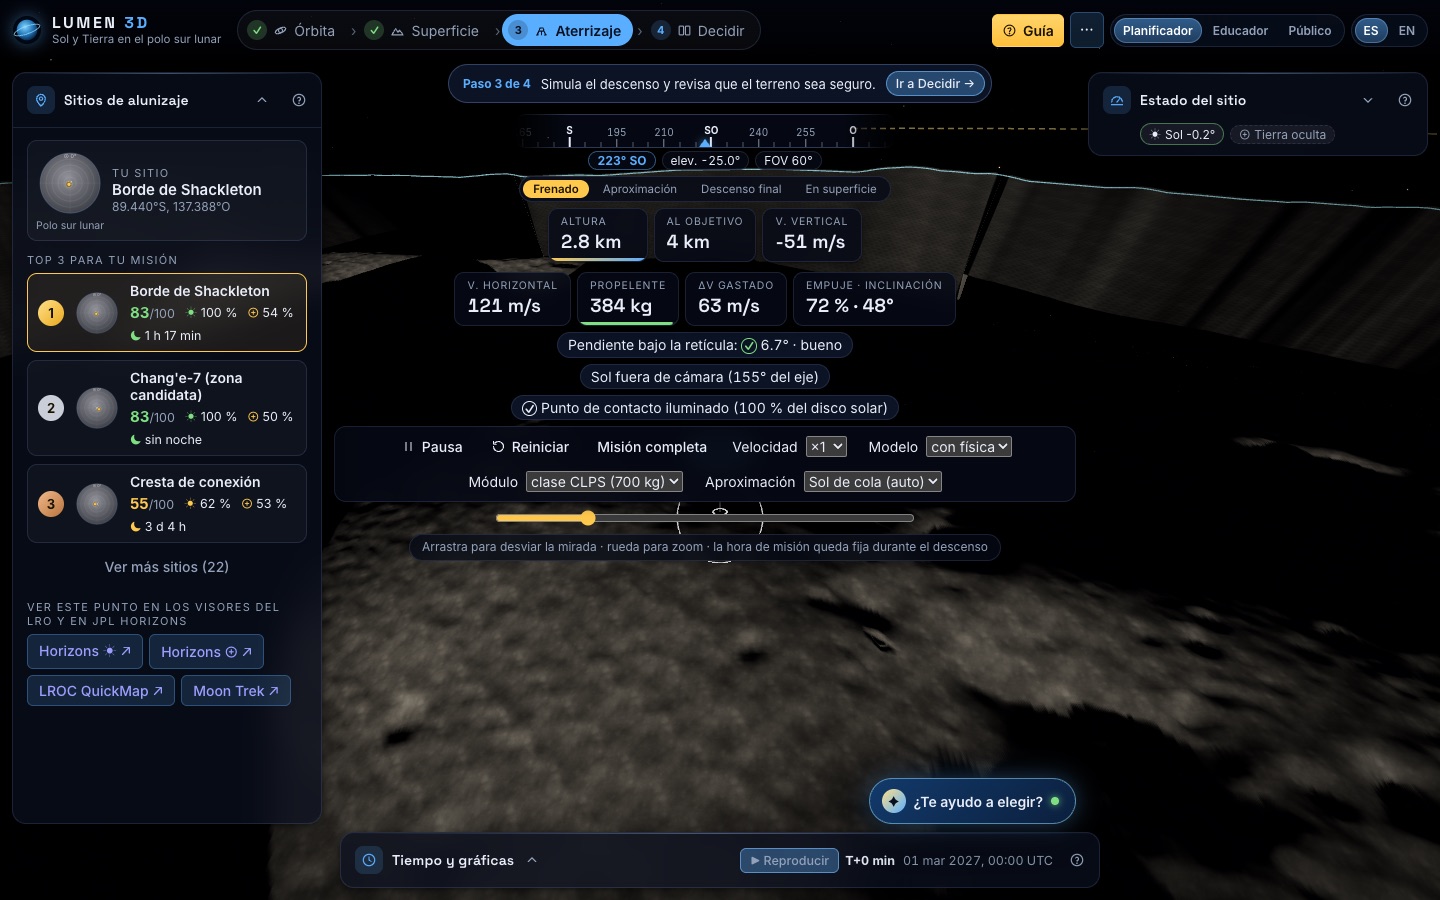 LUMEN 3D
Sol y Tierra en el polo sur lunar
Órbita
Superficie
3 Aterrizaje
4 Decidir
Guía
Planificador Educador Público
ES EN
Paso 3 de 4 Simula el descenso y revisa que el terreno sea seguro. Ir a Decidir →
Sitios de alunizaje
TU SITIO
Borde de Shackleton
89.440°S, 137.388°O
Polo sur lunar
TOP 3 PARA TU MISIÓN
1
Borde de Shackleton
83/100 100 % 54 %
1 h 17 min
2
Chang'e-7 (zona
candidata)
83/100 100 % 50 %
sin noche
3
Cresta de conexión
55/100 62 % 53 %
3 d 4 h
Ver más sitios (22)
VER ESTE PUNTO EN LOS VISORES DEL
LRO Y EN JPL HORIZONS
Horizons ↗ Horizons ↗
LROC QuickMap ↗ Moon Trek ↗
S 195 210 SO 240 255 O
223° SO elev. -25.0° FOV 60°
Frenado Aproximación Descenso final En superficie
ALTURA
2.8 km
AL OBJETIVO
4 km
V. VERTICAL
-51 m/s
V. HORIZONTAL
121 m/s
PROPELENTE
384 kg
ΔV GASTADO
63 m/s
EMPUJE · INCLINACIÓN
72 % · 48°
Pendiente bajo la retícula: 6.7° · bueno
Sol fuera de cámara (155° del eje)
Punto de contacto iluminado (100 % del disco solar)
Pausa Reiniciar Misión completa Velocidad ×1 Modelo con física
Módulo clase CLPS (700 kg) Aproximación Sol de cola (auto)
Arrastra para desviar la mirada · rueda para zoom · la hora de misión queda fija durante el descenso
Estado del sitio
Sol -0.2° Tierra oculta
¿Te ayudo a elegir?
Tiempo y gráficas
Reproducir T+0 min 01 mar 2027, 00:00 UTC